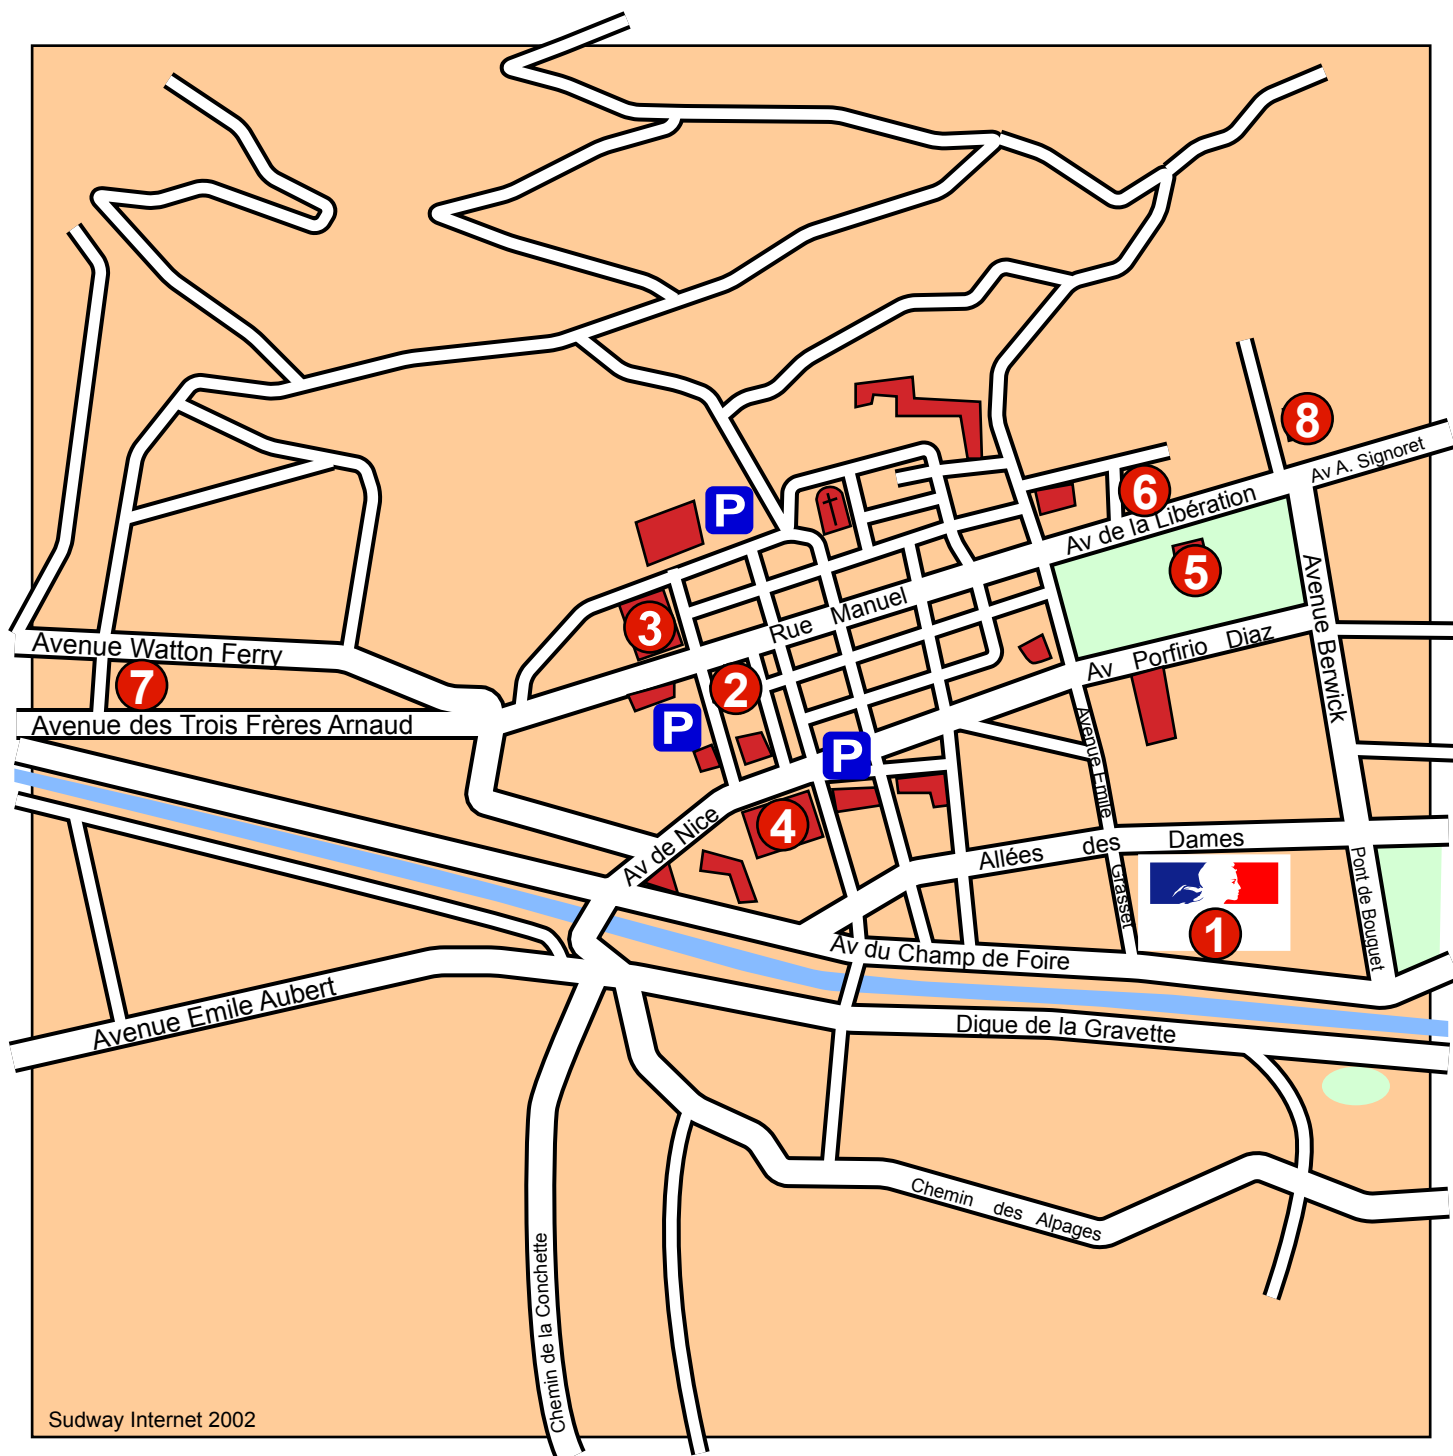 8
Av A. Signoret
6
P
Av de la Libération
5
3
Rue Manuel
Avenue Watton Ferry
Av Porfirio Diaz
Avenue Berwick
7
2
Avenue des Trois Frères Arnaud
P
P
Avenue Emile Grasset
Av de Nice
4
Allées des Dames
Pont de Bouguet
1
Av du Champ de Foire
Avenue Emile Aubert
Digue de la Gravette
Chemin des Alpages
Chemin de la Conchette
Sudway Internet 2002